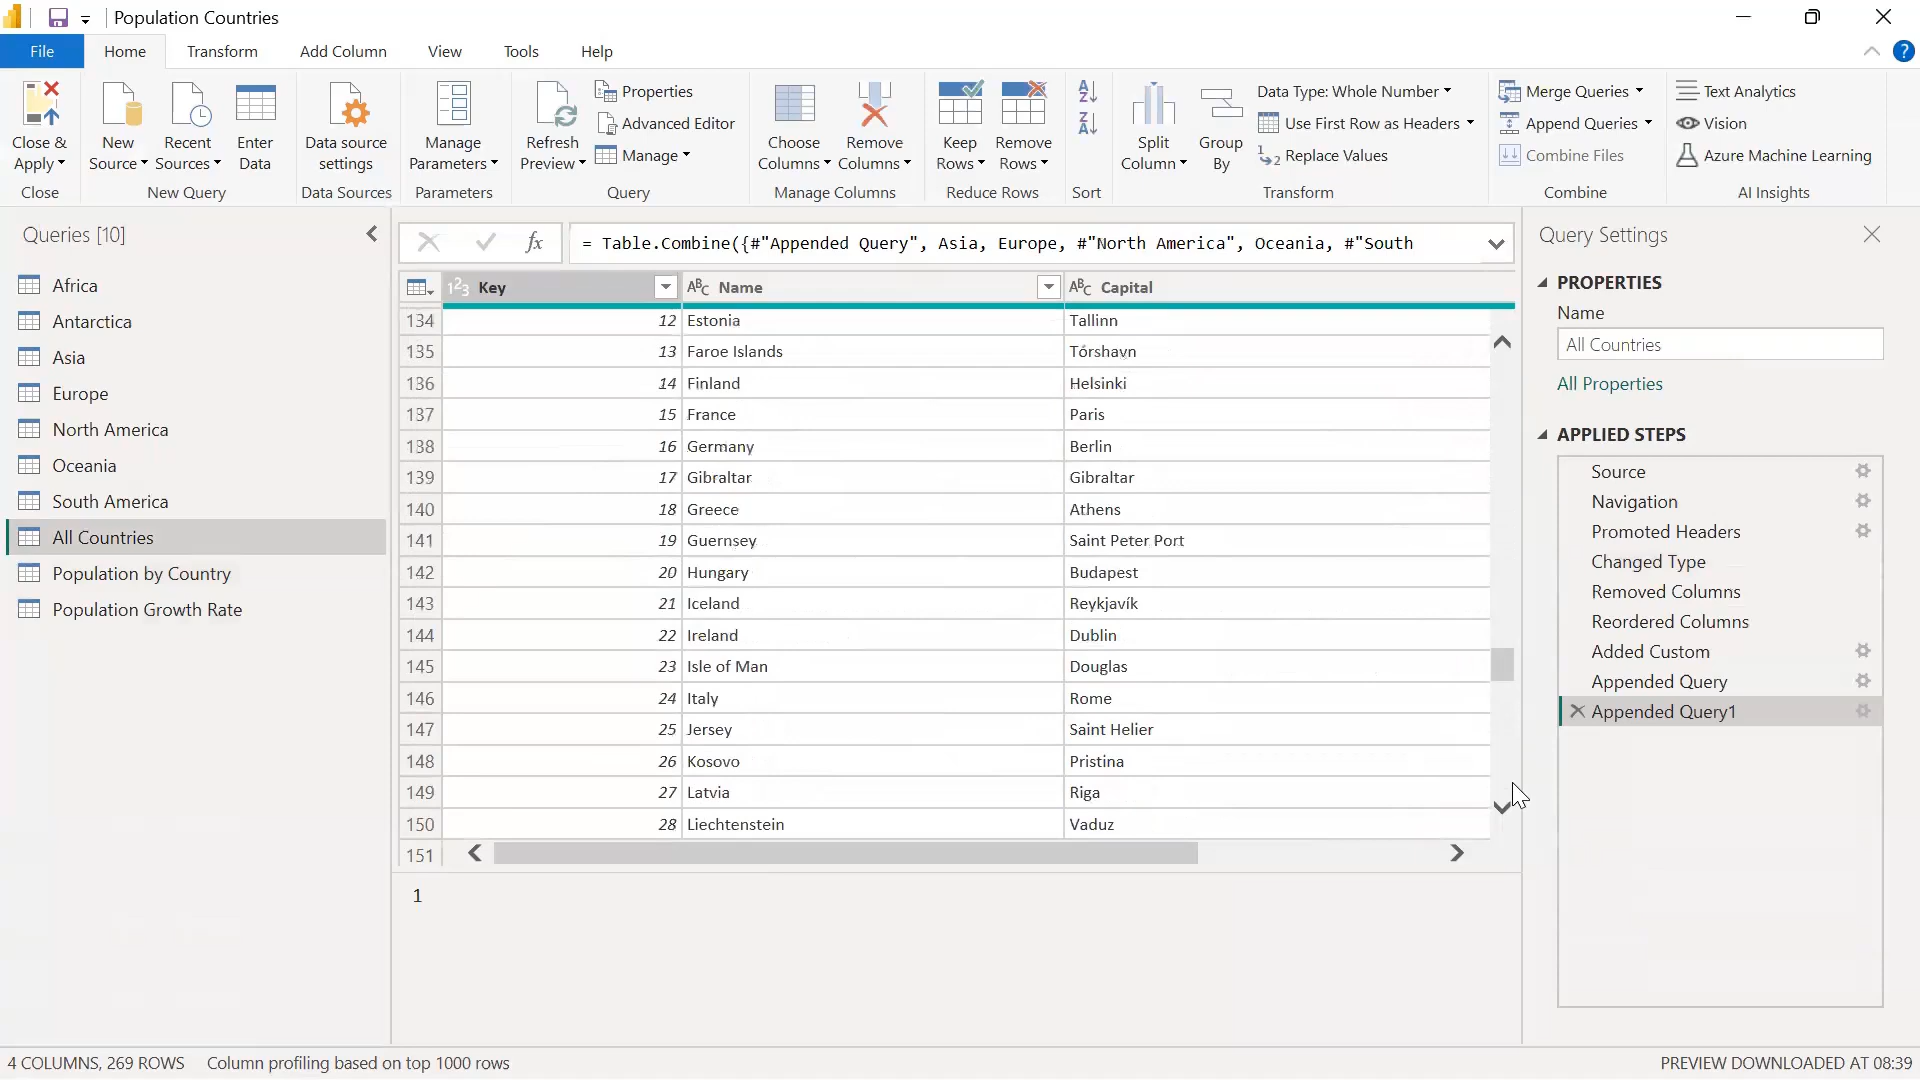 Population Countries
File Home Transform Add Column View Tools Help
Close & Apply
New Source
Recent Sources
Enter Data
Data source settings
Manage Parameters
Refresh Preview
Properties
Advanced Editor
Manage
Choose Columns
Remove Columns
Keep Rows
Remove Rows
Split Column
Group By
Data Type: Whole Number
Use First Row as Headers
Replace Values
Merge Queries
Append Queries
Combine Files
Text Analytics
Vision
Azure Machine Learning
Close New Query Data Sources Parameters Query Manage Columns Reduce Rows Sort Transform Combine AI Insights
Queries [10]
Africa
Antarctica
Asia
Europe
North America
Oceania
South America
All Countries
Population by Country
Population Growth Rate
fx = Table.Combine({#"Appended Query", Asia, Europe, #"North America", Oceania, #"South
123 Key ABC Name ABC Capital
134 12 Estonia Tallinn
135 13 Faroe Islands Tórshavn
136 14 Finland Helsinki
137 15 France Paris
138 16 Germany Berlin
139 17 Gibraltar Gibraltar
140 18 Greece Athens
141 19 Guernsey Saint Peter Port
142 20 Hungary Budapest
143 21 Iceland Reykjavík
144 22 Ireland Dublin
145 23 Isle of Man Douglas
146 24 Italy Rome
147 25 Jersey Saint Helier
148 26 Kosovo Pristina
149 27 Latvia Riga
150 28 Liechtenstein Vaduz
151
1
Query Settings
PROPERTIES
Name
All Countries
All Properties
APPLIED STEPS
Source
Navigation
Promoted Headers
Changed Type
Removed Columns
Reordered Columns
Added Custom
Appended Query
Appended Query1
4 COLUMNS, 269 ROWS Column profiling based on top 1000 rows
PREVIEW DOWNLOADED AT 08:39